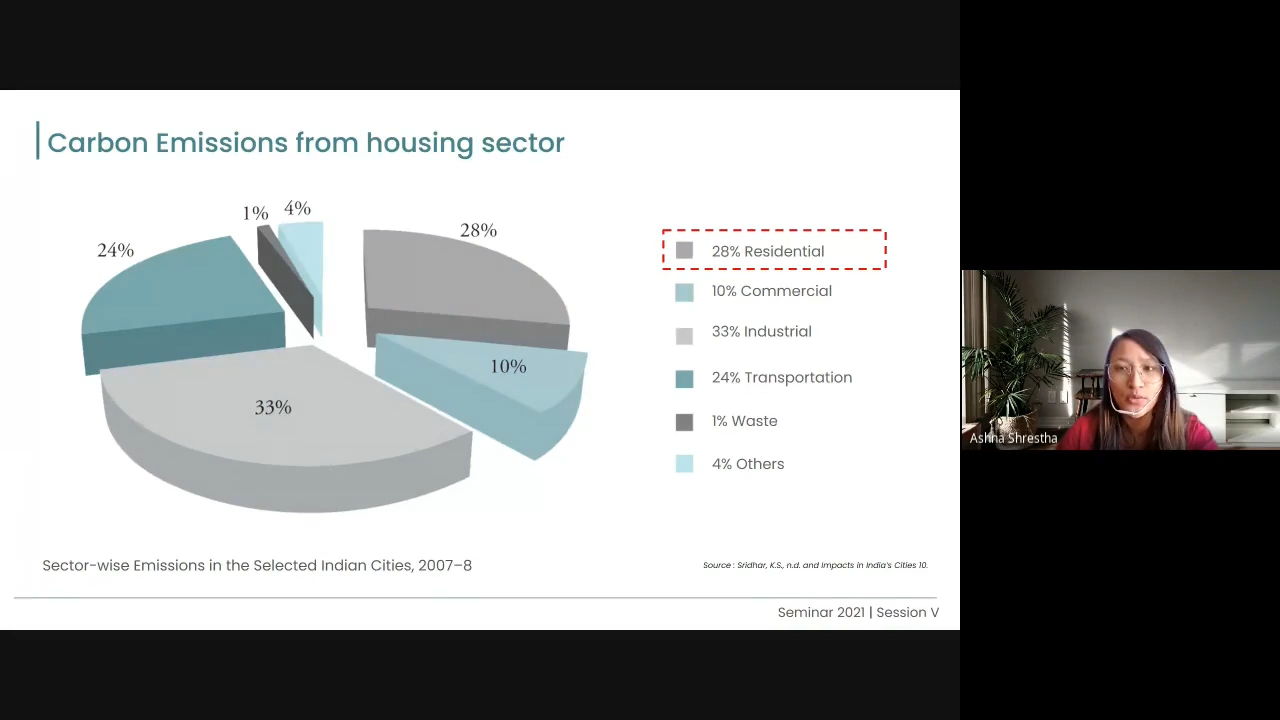 Carbon Emissions from housing sector
1% 4%
28%
24%
10%
33%
28% Residential
10% Commercial
33% Industrial
24% Transportation
1% Waste
4% Others
Sector-wise Emissions in the Selected Indian Cities, 2007–8
Source : Sridhar, K.S., n.d. and Impacts in India's Cities 10.
Seminar 2021 | Session V
Ashna Shrestha